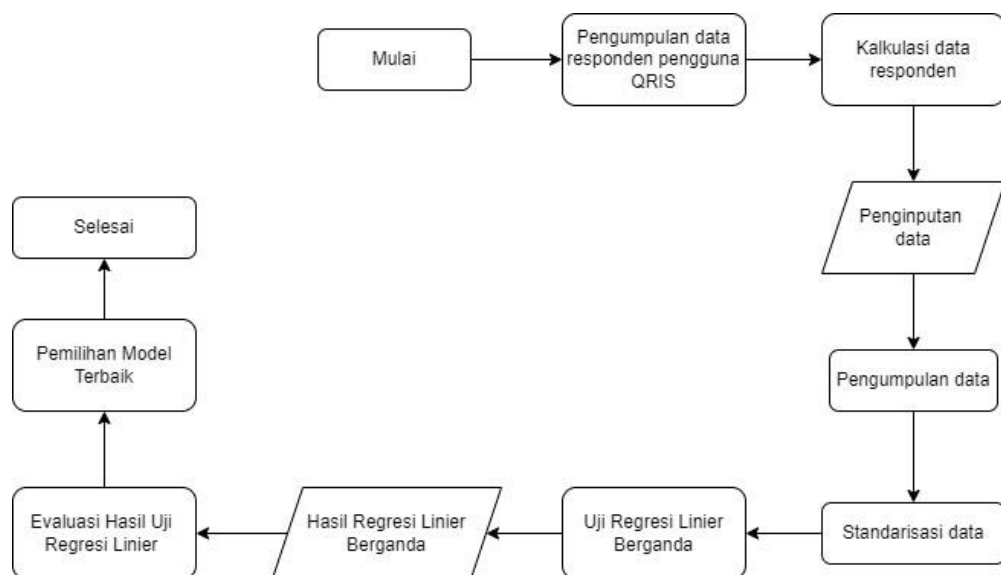 Mulai
Pengumpulan data
responden pengguna
QRIS
Kalkulasi data
responden
Penginputan
data
Pengumpulan data
Standarisasi data
Uji Regresi Linier
Berganda
Hasil Regresi Linier
Berganda
Evaluasi Hasil Uji
Regresi Linier
Pemilihan Model
Terbaik
Selesai